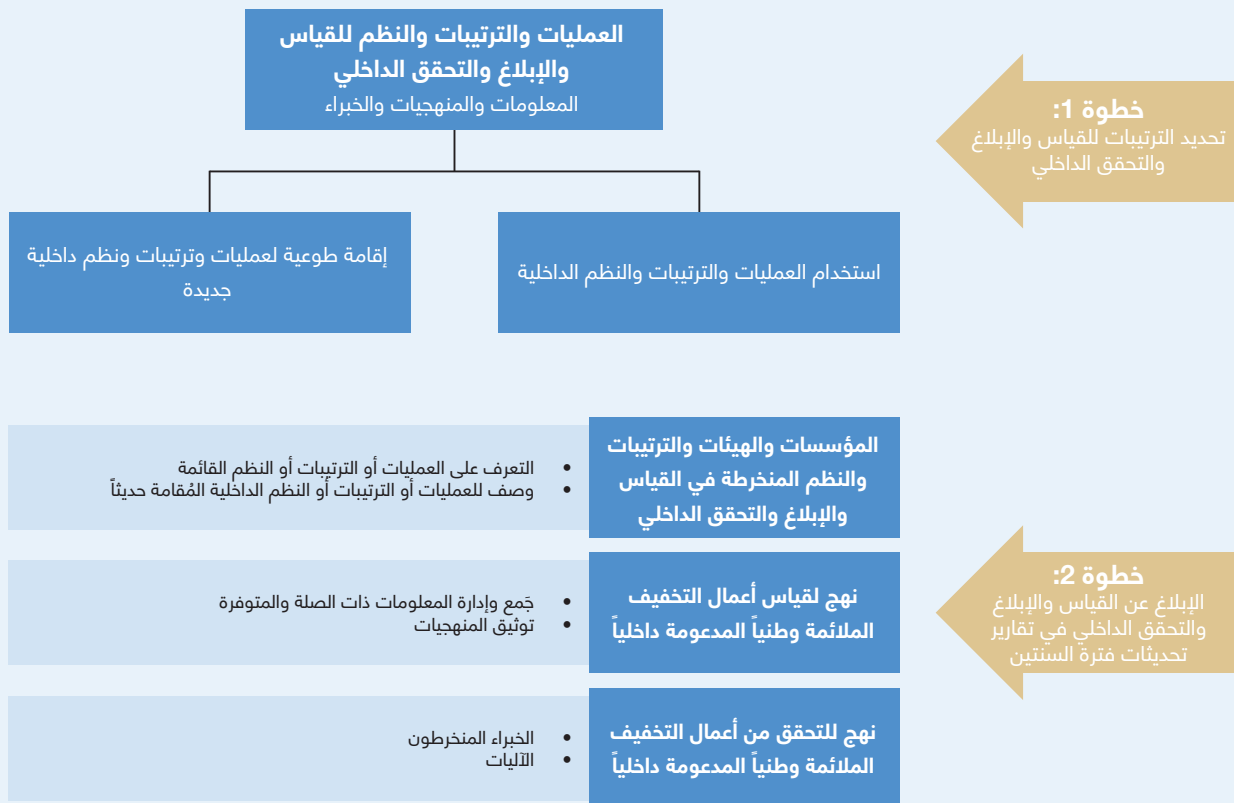 العمليات والترتيبات والنظم للقياس
والإبلاغ والتحقق الداخلي
المعلومات والمنهجيات والخبراء
خطوة 1:
تحديد الترتيبات للقياس والإبلاغ
والتحقق الداخلي
استخدام العمليات والترتيبات والنظم الداخلية
إقامة طوعية لعمليات وترتيبات ونظم داخلية
جديدة
المؤسسات والهيئات والترتيبات
والنظم المنخرطة في القياس
والإبلاغ والتحقق الداخلي
• التعرف على العمليات أو الترتيبات أو النظم القائمة
• وصف للعمليات أو الترتيبات أو النظم الداخلية المُقامة حديثاً
خطوة 2:
الإبلاغ عن القياس والإبلاغ
والتحقق الداخلي في تقارير
تحديثات فترة السنتين
نهج لقياس أعمال التخفيف
الملائمة وطنياً المدعومة داخلياً
• جَمع وإدارة المعلومات ذات الصلة والمتوفرة
• توثيق المنهجيات
نهج للتحقق من أعمال التخفيف
الملائمة وطنياً المدعومة داخلياً
• الخبراء المنخرطون
• الآليات